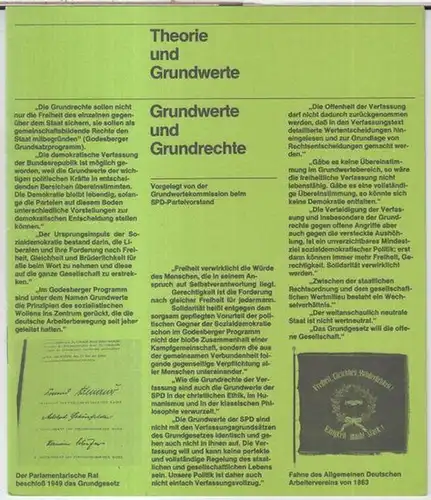 Theorie
und
Grundwerte
Grundwerte
und
Grundrechte
Vorgelegt von der
Grundwertekommission beim
SPD-Parteivorstand
„Die Grundrechte sollen nicht
nur die Freiheit des einzelnen gegen-
über dem Staat sichern, sie sollen als
gemeinschaftsbildende Rechte den
Staat mitbegründen“ (Godesberger
Grundsatzprogramm).
„Die demokratische Verfassung
der Bundesrepublik ist möglich ge-
worden, weil die Grundwerte der wich-
tigen politischen Kräfte in entschei-
denden Bereichen übereinstimmten.
Die Demokratie bleibt lebendig, solan-
ge die Parteien auf diesem Boden
unterschiedliche Vorstellungen zur
demokratischen Entscheidung stellen
können.“
„Der Ursprungsimpuls der So-
zialdemokratie bestand darin, die Li-
beralen und ihre Forderung nach Frei-
heit, Gleichheit und Brüderlichkeit für
alle beim Wort zu nehmen und diese
auf die ganze Gesellschaft zu erstrek-
ken.“
„Im Godesberger Programm
sind unter dem Namen Grundwerte
die Prinzipien des sozialistischen
Wollens ins Zentrum gerückt, die die
deutsche Arbeiterbewegung seit jeher
geleitet haben.“
Der Parlamentarische Rat
beschloß 1949 das Grundgesetz
„Freiheit verwirklicht die Würde
des Menschen, die in seinem An-
spruch auf Selbstverantwortung liegt.
Gerechtigkeit ist die Forderung
nach gleicher Freiheit für jedermann.
Solidarität heißt entgegen dem
sorgsam gepflegten Vorurteil der poli-
tischen Gegner der Sozialdemokratie
schon im Godesberger Programm
nicht die bloße Zusammenheit einer
Kampfgemeinschaft, sondern die aus
der gemeinsamen Verbundenheit fol-
gende gegenseitige Verpflichtung al-
ler Menschen untereinander.“
„Wie die Grundrechte der Ver-
fassung sind auch die Grundwerte der
SPD in der christlichen Ethik, im Hu-
manismus und in der klassischen Phi-
losophie verwurzelt.“
„Die Grundwerte der SPD sind
nicht mit den Verfassungsgrundsätzen
des Grundgesetzes identisch und ge-
hen auch nicht in ihnen auf. Die Ver-
fassung will und kann keine perfekte
und vollständige Regelung des staat-
lichen und gesellschaftlichen Lebens
sein. Unsere Politik ist daher auch
nicht einfach Verfassungsvollzug.“
„Die Offenheit der Verfassung
darf nicht dadurch zurückgenommen
werden, daß in den Verfassungstext
detaillierte Wertentscheidungen hin-
eingelesen und zur Grundlage von
Rechtsentscheidungen gemacht wer-
den.“
„Gäbe es keine Übereinstim-
mung im Grundwertebereich, so wäre
die freiheitliche Verfassung nicht
lebensfähig. Gäbe es eine vollständi-
ge Übereinstimmung, so könnte sich
keine Demokratie entfalten.“
„Die Verteidigung der Verfas-
sung und insbesondere der Grund-
rechte gegen offene Angriffe aber
auch gegen die versteckte Aushöh-
lung, ist ein unverzichtbares Mindest-
ziel sozialdemokratischer Politik; erst
dann können immer mehr Freiheit, Ge-
rechtigkeit, Solidarität verwirklicht
werden.“
„Zwischen der staatlichen
Rechtsordnung und dem gesellschaft-
lichen Wertmilieu besteht ein Wech-
selverhältnis.“
„Der weltanschaulich neutrale
Staat ist nicht wertneutral.“
„Das Grundgesetz will die offe-
ne Gesellschaft.“
Fahne des Allgemeinen Deutschen
Arbeitervereins von 1863